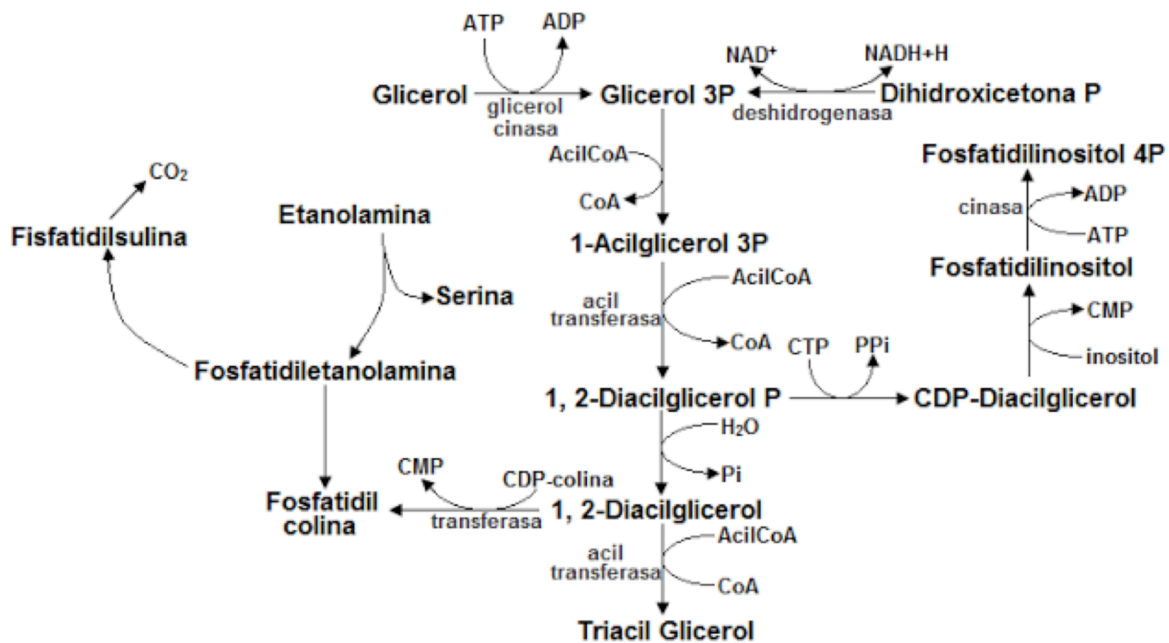 ATP
ADP
NAD⁺
NADH+H
Glicerol
glicerol
cinasa
Glicerol 3P
deshidrogenasa
Dihidroxicetona P
AcilCoA
CoA
Fosfatidilinositol 4P
cinasa
ADP
ATP
CO₂
Fisfatidilsulina
Etanolamina
Serina
1-Acilglicerol 3P
Fosfatidilinositol
acil
transferasa
AcilCoA
CoA
CMP
inositol
Fosfatidiletanolamina
CTP
PPi
1, 2-Diacilglicerol P
CDP-Diacilglicerol
H₂O
Pi
CMP
CDP-colina
Fosfatidil
colina
transferasa
1, 2-Diacilglicerol
acil
transferasa
AcilCoA
CoA
Triacil Glicerol